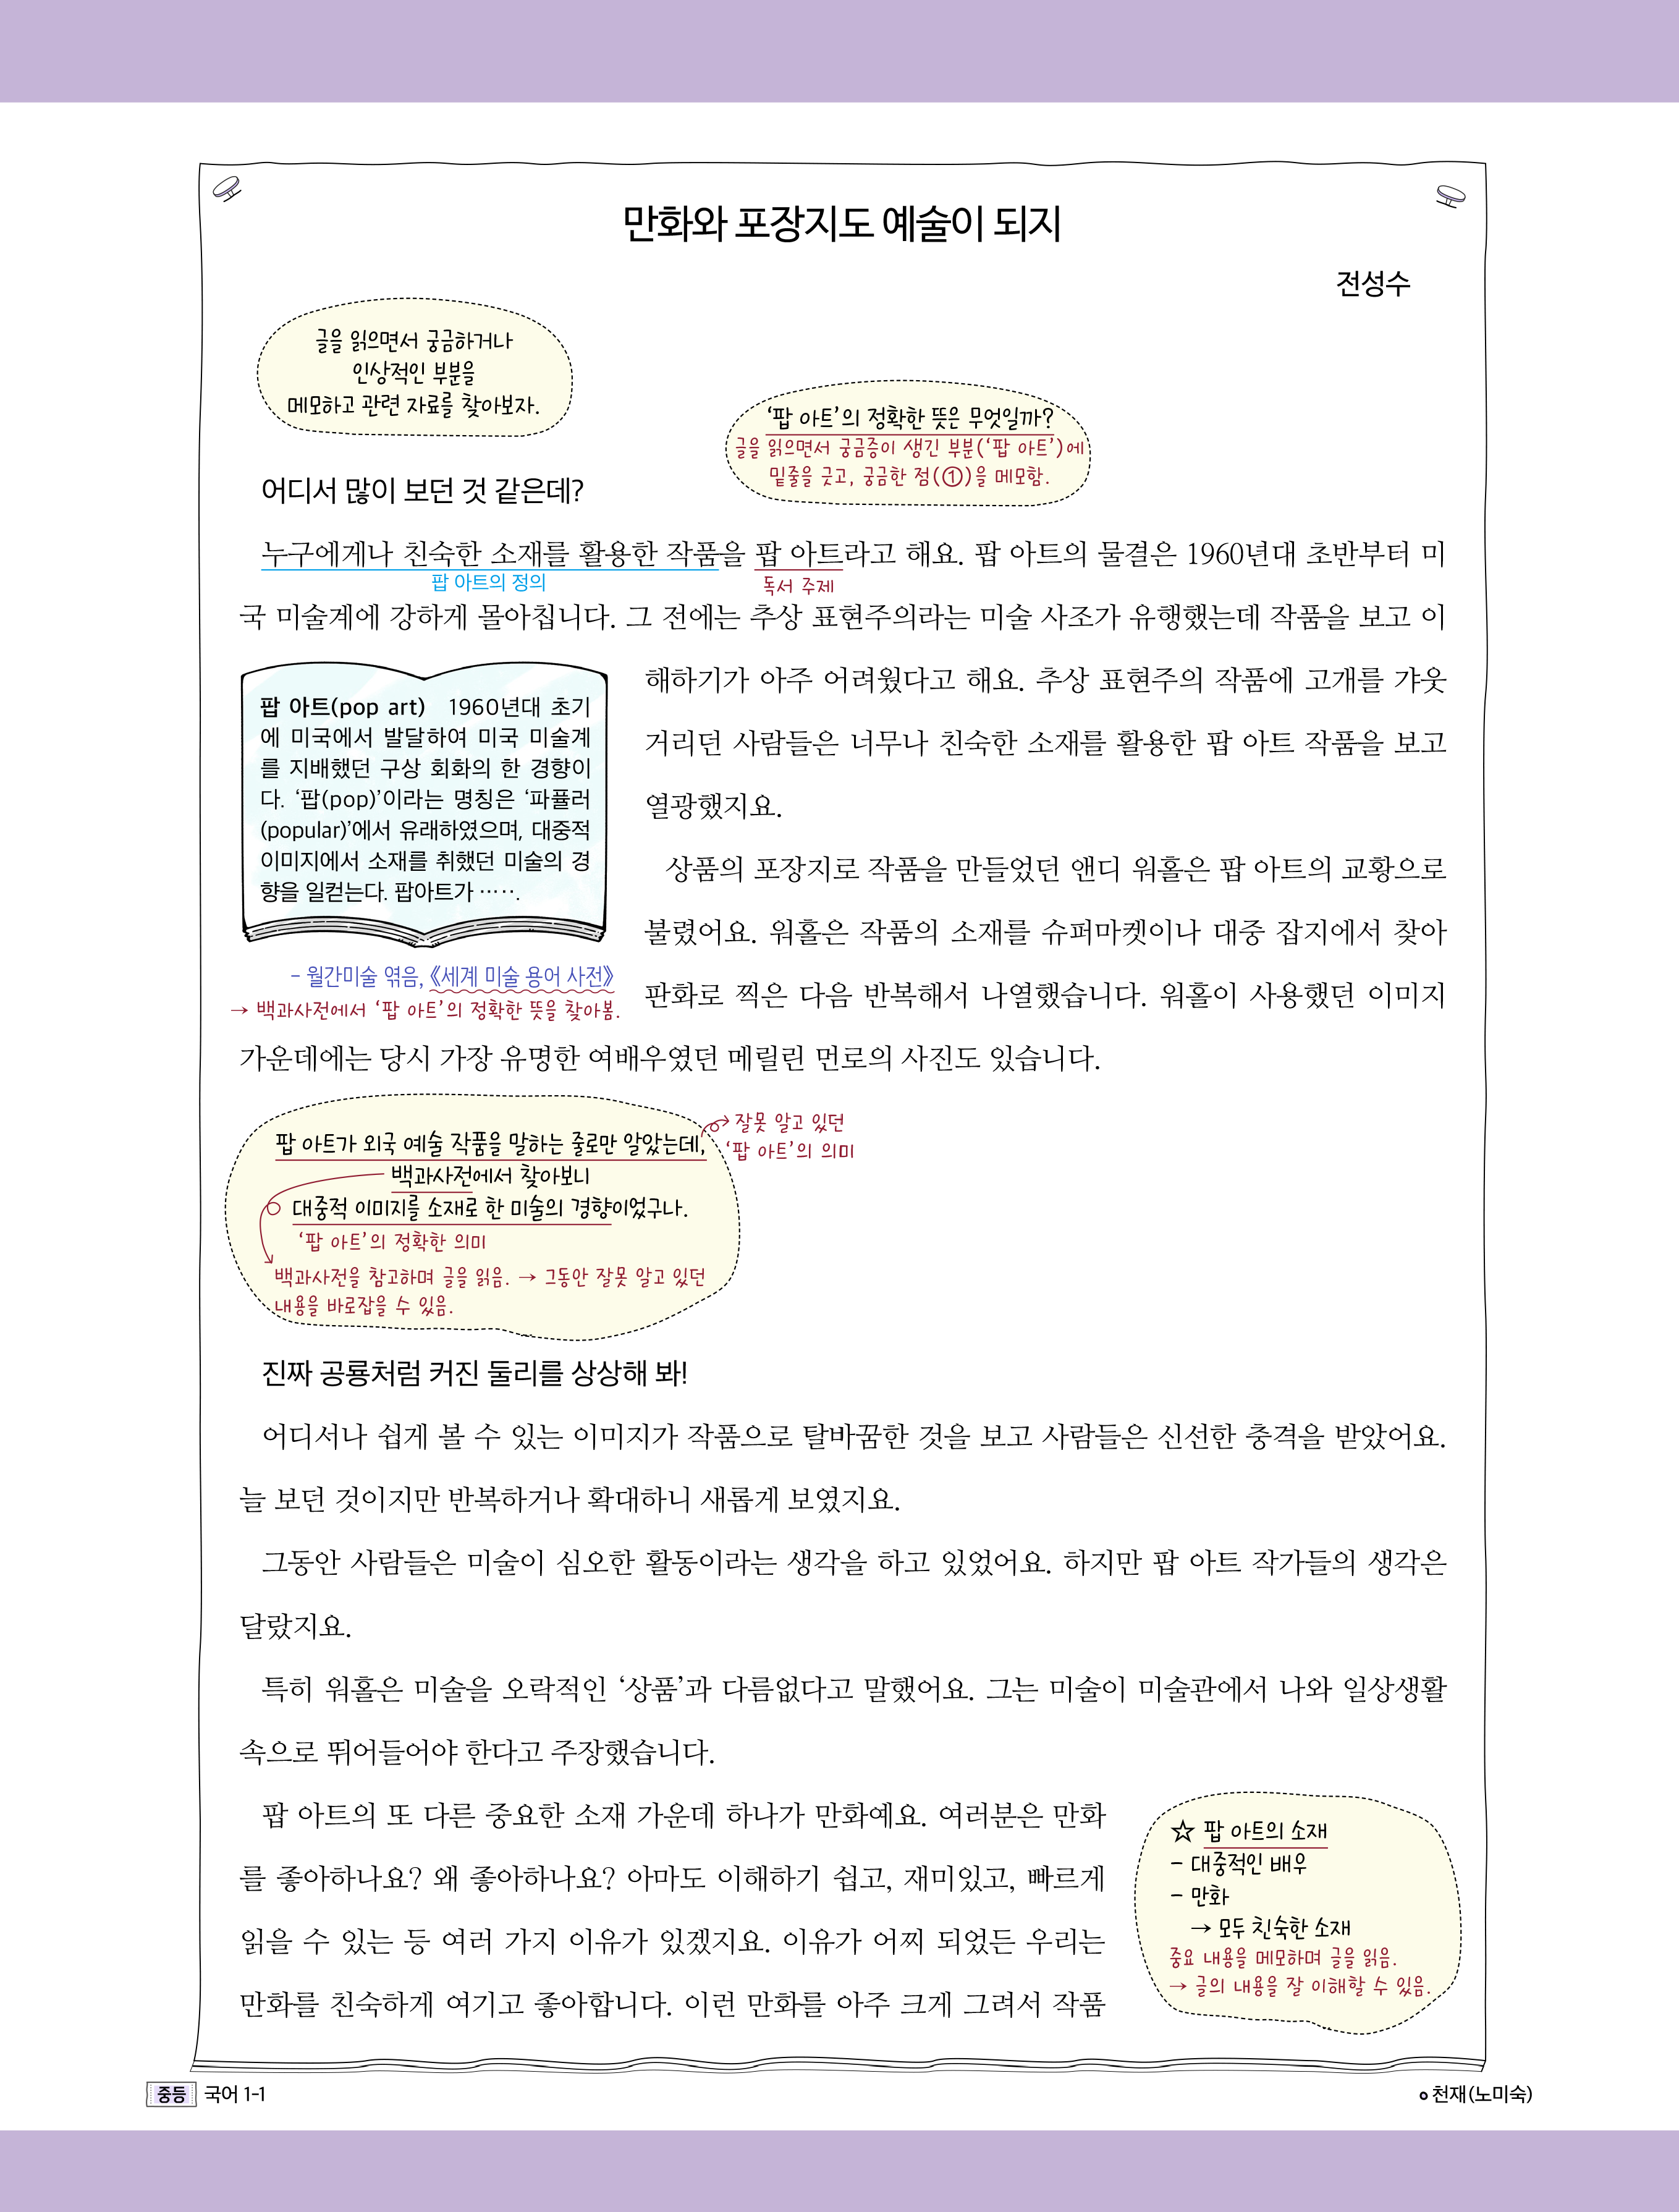 만화와 포장지도 예술이 되지
전성수
글을 읽으면서 궁금하거나
인상적인 부분을
메모하고 관련 자료를 찾아보자.
‘팝 아트’의 정확한 뜻은 무엇일까?
글을 읽으면서 궁금증이 생긴 부분(‘팝 아트’)에
밑줄을 긋고, 궁금한 점(①)을 메모함.
어디서 많이 보던 것 같은데?
누구에게나 친숙한 소재를 활용한 작품을 팝 아트라고 해요. 팝 아트의 물결은 1960년대 초반부터 미
팝 아트의 정의
독서 주제
국 미술계에 강하게 몰아칩니다. 그 전에는 추상 표현주의라는 미술 사조가 유행했는데 작품을 보고 이
해하기가 아주 어려웠다고 해요. 추상 표현주의 작품에 고개를 갸웃
거리던 사람들은 너무나 친숙한 소재를 활용한 팝 아트 작품을 보고
열광했지요.
팝 아트(pop art) 1960년대 초기
에 미국에서 발달하여 미국 미술계
를 지배했던 구상 회화의 한 경향이
다. ‘팝(pop)’이라는 명칭은 ‘파퓰러
(popular)’에서 유래하였으며, 대중적
이미지에서 소재를 취했던 미술의 경
향을 일컫는다. 팝아트가 …‥.
- 월간미술 엮음, 《세계 미술 용어 사전》
→ 백과사전에서 ‘팝 아트’의 정확한 뜻을 찾아봄.
상품의 포장지로 작품을 만들었던 앤디 워홀은 팝 아트의 교황으로
불렸어요. 워홀은 작품의 소재를 슈퍼마켓이나 대중 잡지에서 찾아
판화로 찍은 다음 반복해서 나열했습니다. 워홀이 사용했던 이미지
가운데에는 당시 가장 유명한 여배우였던 메릴린 먼로의 사진도 있습니다.
팝 아트가 외국 예술 작품을 말하는 줄로만 알았는데,
잘못 알고 있던
‘팝 아트’의 의미
백과사전에서 찾아보니
대중적 이미지를 소재로 한 미술의 경향이었구나.
‘팝 아트’의 정확한 의미
백과사전을 참고하며 글을 읽음. → 그동안 잘못 알고 있던
내용을 바로잡을 수 있음.
진짜 공룡처럼 커진 둘리를 상상해 봐!
어디서나 쉽게 볼 수 있는 이미지가 작품으로 탈바꿈한 것을 보고 사람들은 신선한 충격을 받았어요.
늘 보던 것이지만 반복하거나 확대하니 새롭게 보였지요.
그동안 사람들은 미술이 심오한 활동이라는 생각을 하고 있었어요. 하지만 팝 아트 작가들의 생각은
달랐지요.
특히 워홀은 미술을 오락적인 ‘상품’과 다름없다고 말했어요. 그는 미술이 미술관에서 나와 일상생활
속으로 뛰어들어야 한다고 주장했습니다.
팝 아트의 또 다른 중요한 소재 가운데 하나가 만화예요. 여러분은 만화
를 좋아하나요? 왜 좋아하나요? 아마도 이해하기 쉽고, 재미있고, 빠르게
읽을 수 있는 등 여러 가지 이유가 있겠지요. 이유가 어찌 되었든 우리는
만화를 친숙하게 여기고 좋아합니다. 이런 만화를 아주 크게 그려서 작품
☆ 팝 아트의 소재
- 대중적인 배우
- 만화
→ 모두 친숙한 소재
중요 내용을 메모하며 글을 읽음.
→ 글의 내용을 잘 이해할 수 있음.
중등 국어 1-1
천재(노미숙)